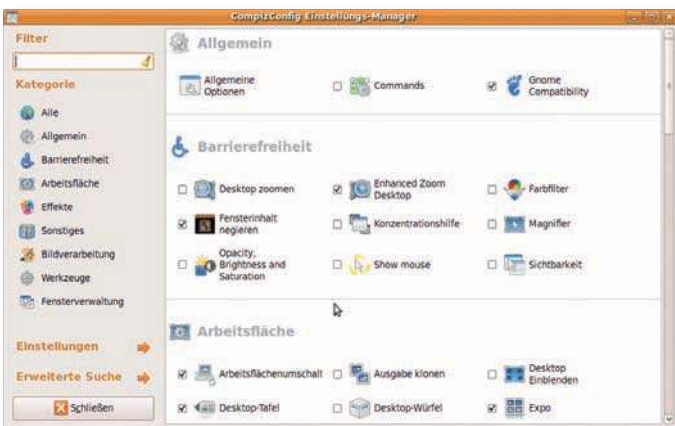 CompizConfig Einstellungs-Manager
Filter
Kategorie
Alle
Allgemein
Barrierefreiheit
Arbeitsfläche
Effekte
Sonstiges
Bildverarbeitung
Werkzeuge
Fensterverwaltung
Einstellungen
Erweiterte Suche
Schließen
Allgemein
Allgemeine
Optionen
Commands
Gnome
Compatibility
Barrierefreiheit
Desktop zoomen
Enhanced Zoom
Desktop
Farbfilter
Fensterinhalt
negieren
Konzentrationshilfe
Magnifier
Opacity,
Brightness and
Saturation
Show mouse
Sichtbarkeit
Arbeitsfläche
Arbeitsflächenumschalt
Ausgabe klonen
Desktop
Einblenden
Desktop-Tafel
Desktop-Würfel
Expo